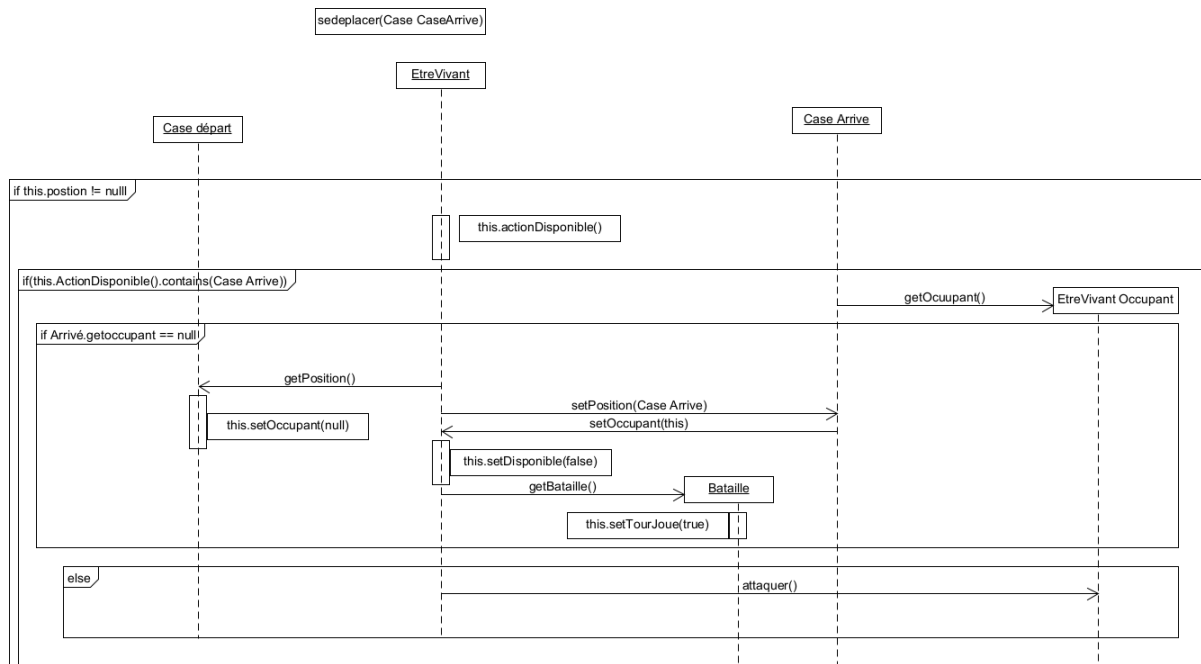 sedeplacer(Case CaseArrive)
EtreVivant
Case départ
Case Arrive
if this.postion != nulll
this.actionDisponible()
if(this.ActionDisponible().contains(Case Arrive))
getOcuupant()
EtreVivant Occupant
if Arrivé.getoccupant == null
getPosition()
setPosition(Case Arrive)
this.setOccupant(null)
setOccupant(this)
this.setDisponible(false)
getBataille()
Bataille
this.setTourJoue(true)
else
attaquer()